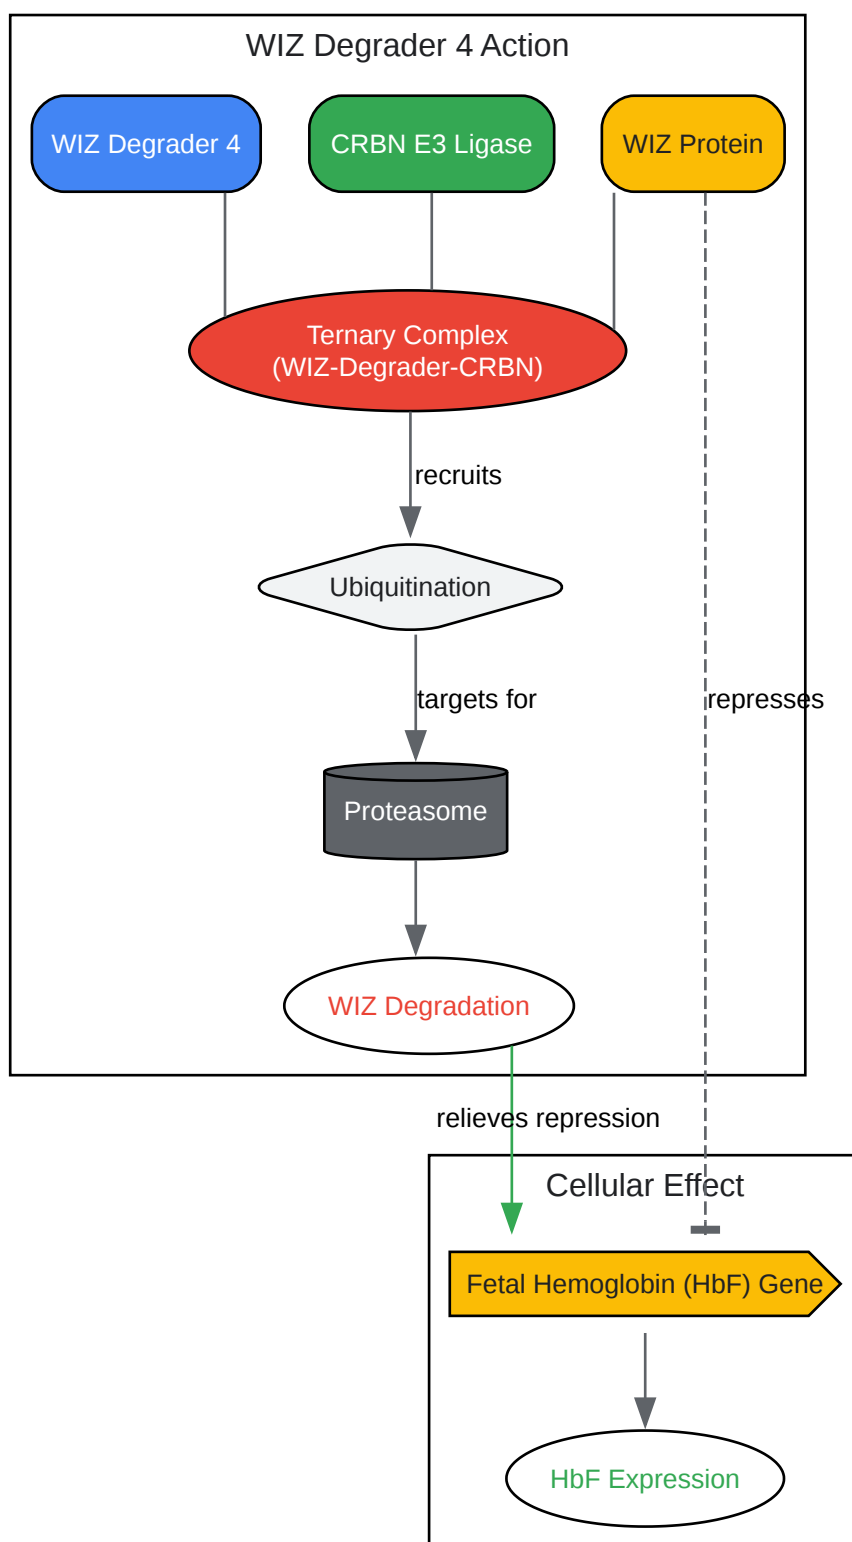 WIZ Degrader 4 Action
WIZ Degrader 4
CRBN E3 Ligase
WIZ Protein
Ternary Complex
(WIZ-Degrader-CRBN)
recruits
Ubiquitination
targets for
represses
Proteasome
WIZ Degradation
relieves repression
Cellular Effect
Fetal Hemoglobin (HbF) Gene
HbF Expression